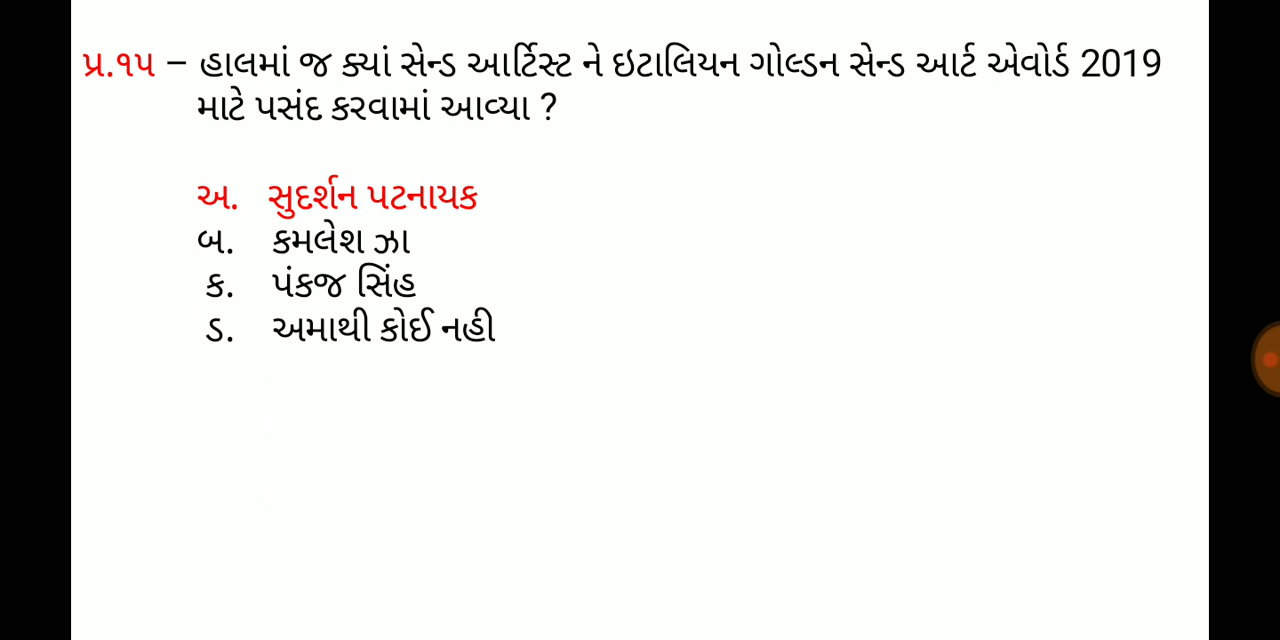 પ્ર.૧૫ – હાલમાં જ ક્યાં સેન્ડ આર્ટિસ્ટ ને ઇટાલિયન ગોલ્ડન સેન્ડ આર્ટ એવોર્ડ 2019
માટે પસંદ કરવામાં આવ્યા ?
અ. સુદર્શન પટનાયક
બ. કમલેશ ઝા
ક. પંકજ સિંહ
ડ. અમાથી કોઈ નહી